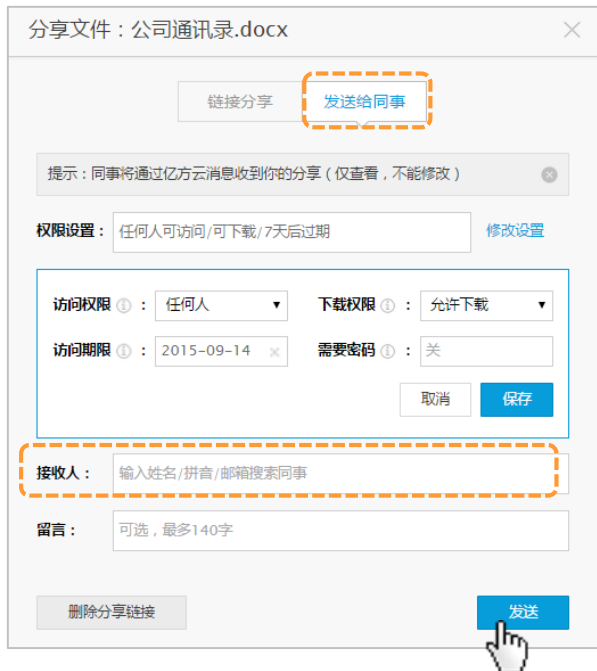 分享文件：公司通讯录.docx
链接分享 发送给同事
提示：同事将通过亿方云消息收到你的分享（仅查看，不能修改）
权限设置： 任何人可访问/可下载/7天后过期 修改设置
访问权限 ： 任何人 下载权限 ： 允许下载
访问期限 ： 2015-09-14 需要密码 ： 关
取消 保存
接收人： 输入姓名/拼音/邮箱搜索同事
留言： 可选，最多140字
删除分享链接 发送